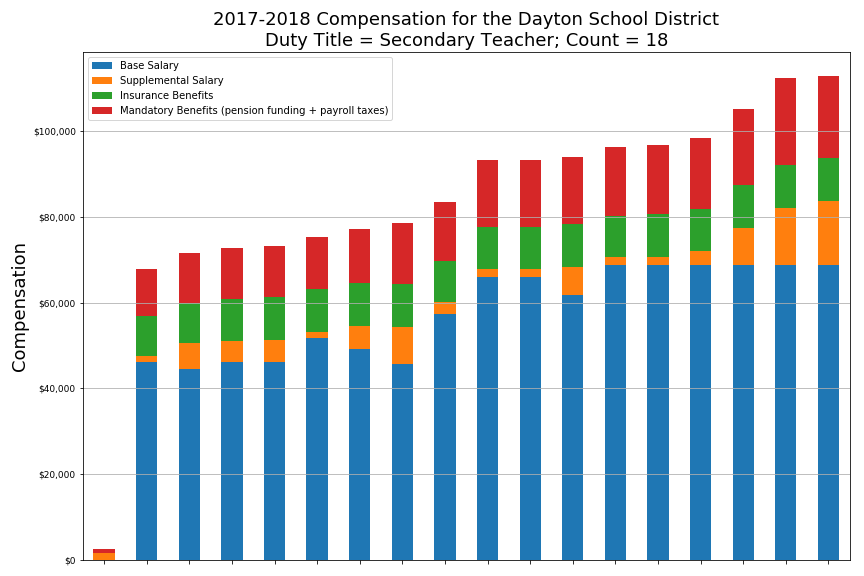 2017-2018 Compensation for the Dayton School District
Duty Title = Secondary Teacher; Count = 18
Base Salary
Supplemental Salary
Insurance Benefits
Mandatory Benefits (pension funding + payroll taxes)
$100,000
$80,000
$60,000
$40,000
$20,000
$0
Compensation